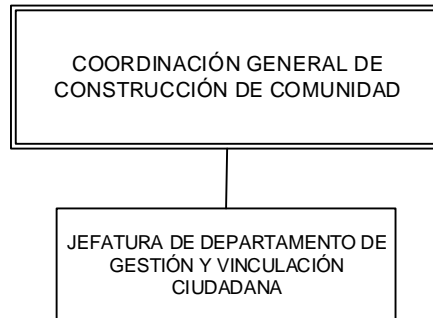 COORDINACIÓN GENERAL DE
CONSTRUCCIÓN DE COMUNIDAD
JEFATURA DE DEPARTAMENTO DE
GESTIÓN Y VINCULACIÓN
CIUDADANA